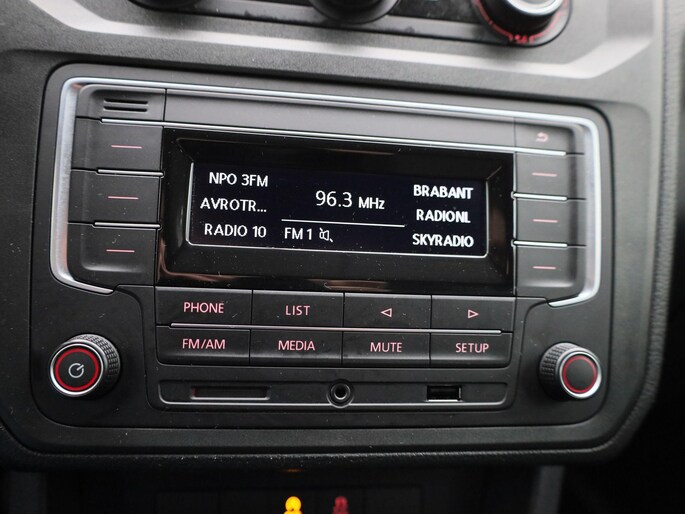 NPO 3FM
96.3 MHz
BRABANT
AVROTR...
RADIONL
RADIO 10
FM 1
SKYRADIO
PHONE
LIST
FM/AM
MEDIA
MUTE
SETUP